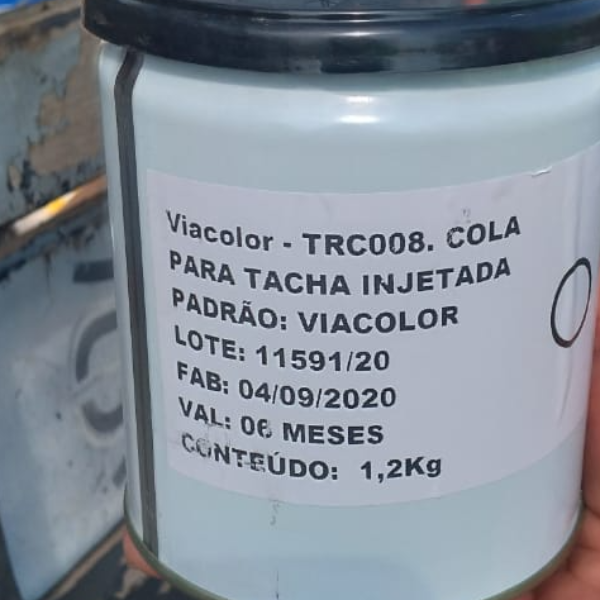 Viacolor - TRC008. COLA
PARA TACHA INJETADA
PADRÃO: VIACOLOR
LOTE: 11591/20
FAB: 04/09/2020
VAL: 06 MESES
CONTEÚDO: 1,2Kg